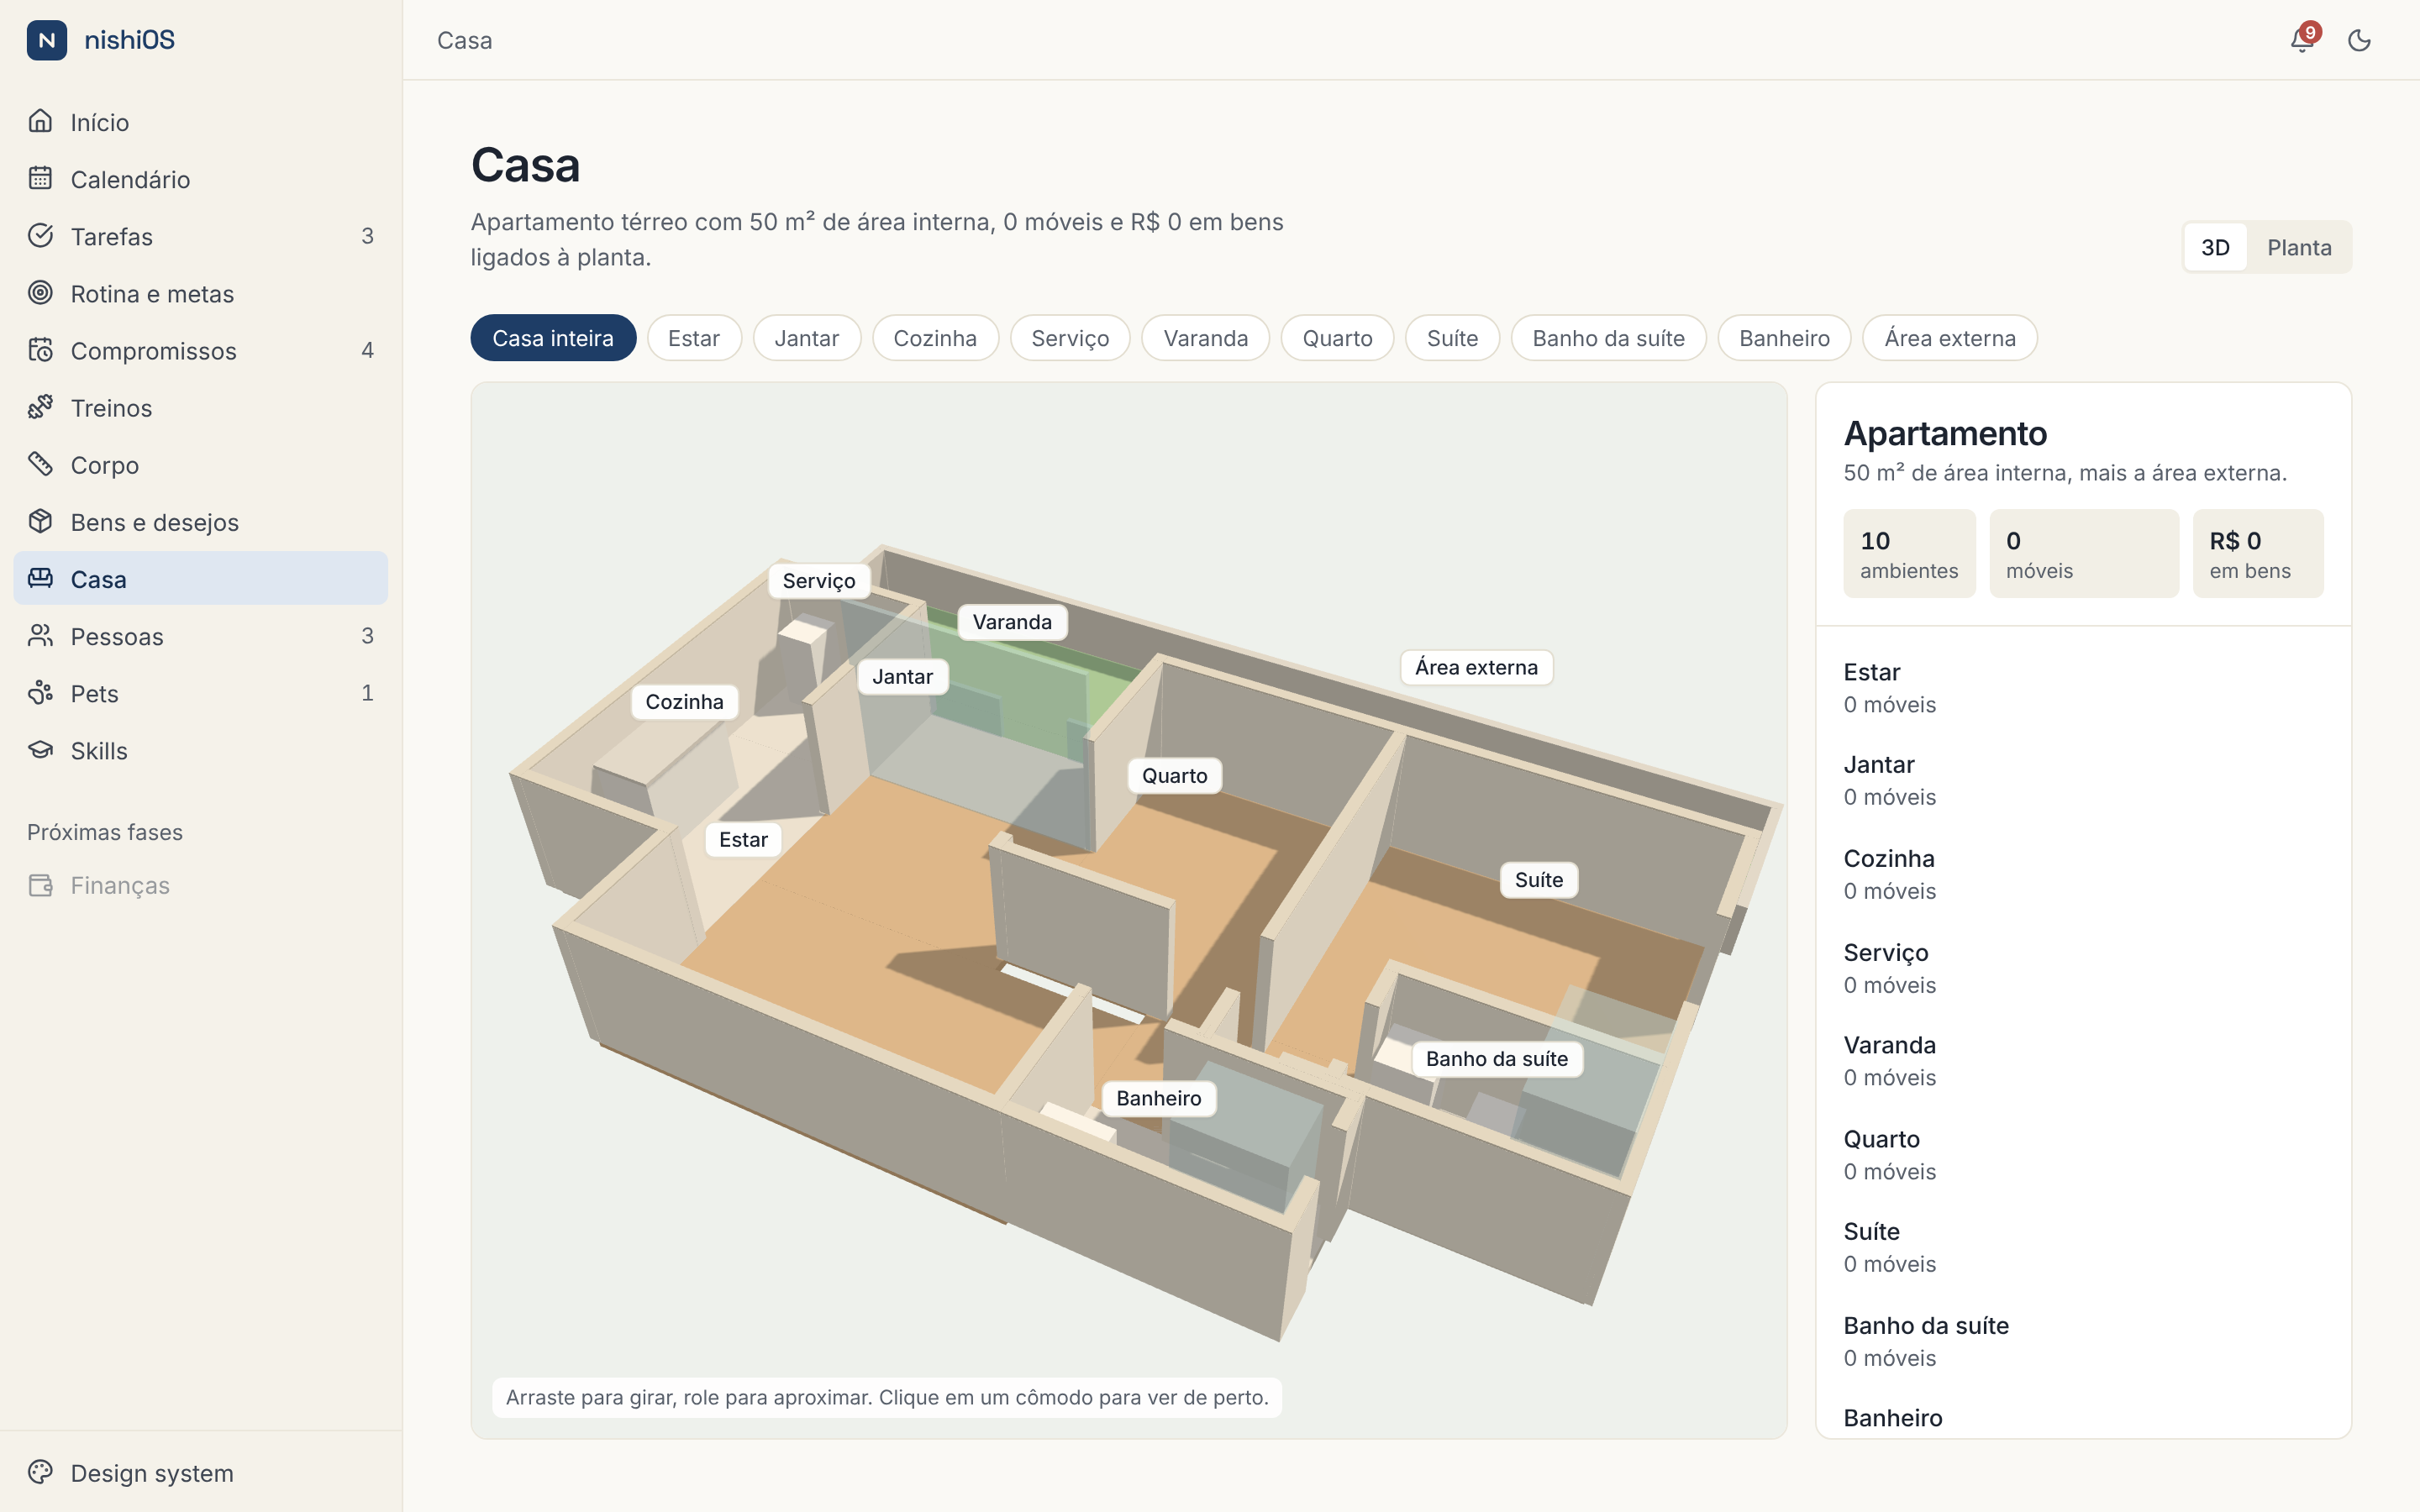 N nishiOS
Início
Calendário
Tarefas 3
Rotina e metas
Compromissos 4
Treinos
Corpo
Bens e desejos
Casa
Pessoas 3
Pets 1
Skills
Próximas fases
Finanças
Design system
Casa
9
Casa
Apartamento térreo com 50 m² de área interna, 0 móveis e R$ 0 em bens
ligados à planta.
3D Planta
Casa inteira Estar Jantar Cozinha Serviço Varanda Quarto Suíte Banho da suíte Banheiro Área externa
Serviço
Varanda
Área externa
Jantar
Cozinha
Quarto
Estar
Suíte
Banho da suíte
Banheiro
Arraste para girar, role para aproximar. Clique em um cômodo para ver de perto.
Apartamento
50 m² de área interna, mais a área externa.
10 0 R$ 0
ambientes móveis em bens
Estar
0 móveis
Jantar
0 móveis
Cozinha
0 móveis
Serviço
0 móveis
Varanda
0 móveis
Quarto
0 móveis
Suíte
0 móveis
Banho da suíte
0 móveis
Banheiro